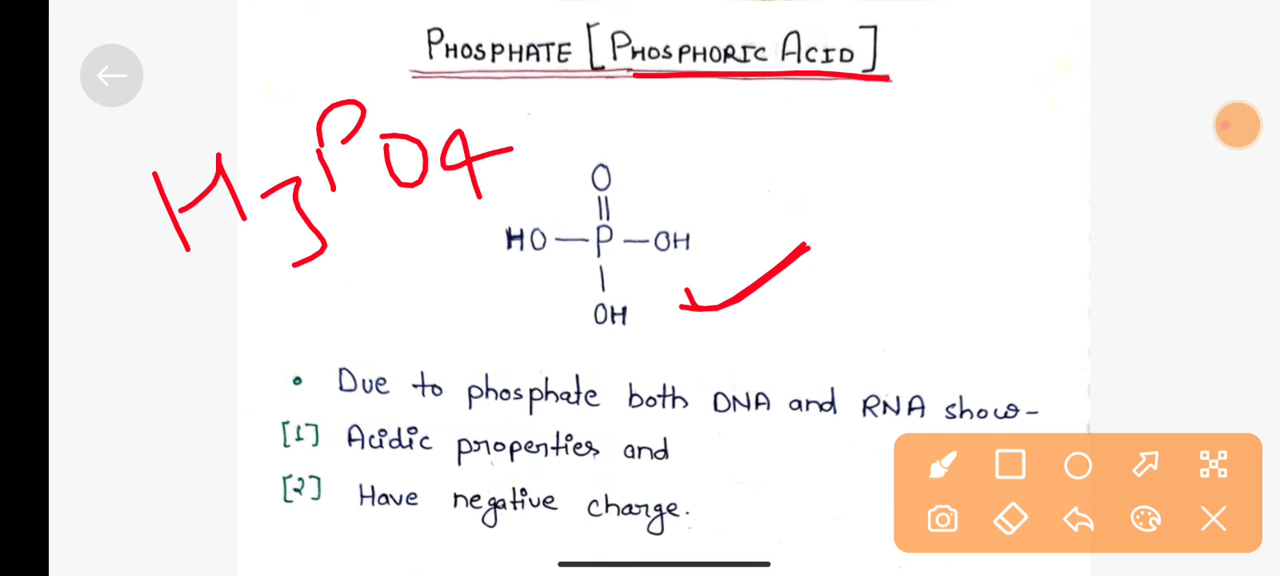 PHOSPHATE [PHOSPHORIC ACID]
H3PO4
O
HO—P—OH
OH
• Due to phosphate both DNA and RNA show-
[1] Acidic properties and
[2] Have negative charge.